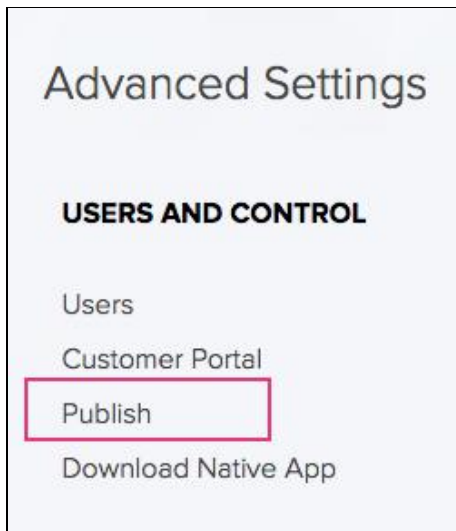 Advanced Settings
USERS AND CONTROL
Users
Customer Portal
Publish
Download Native App